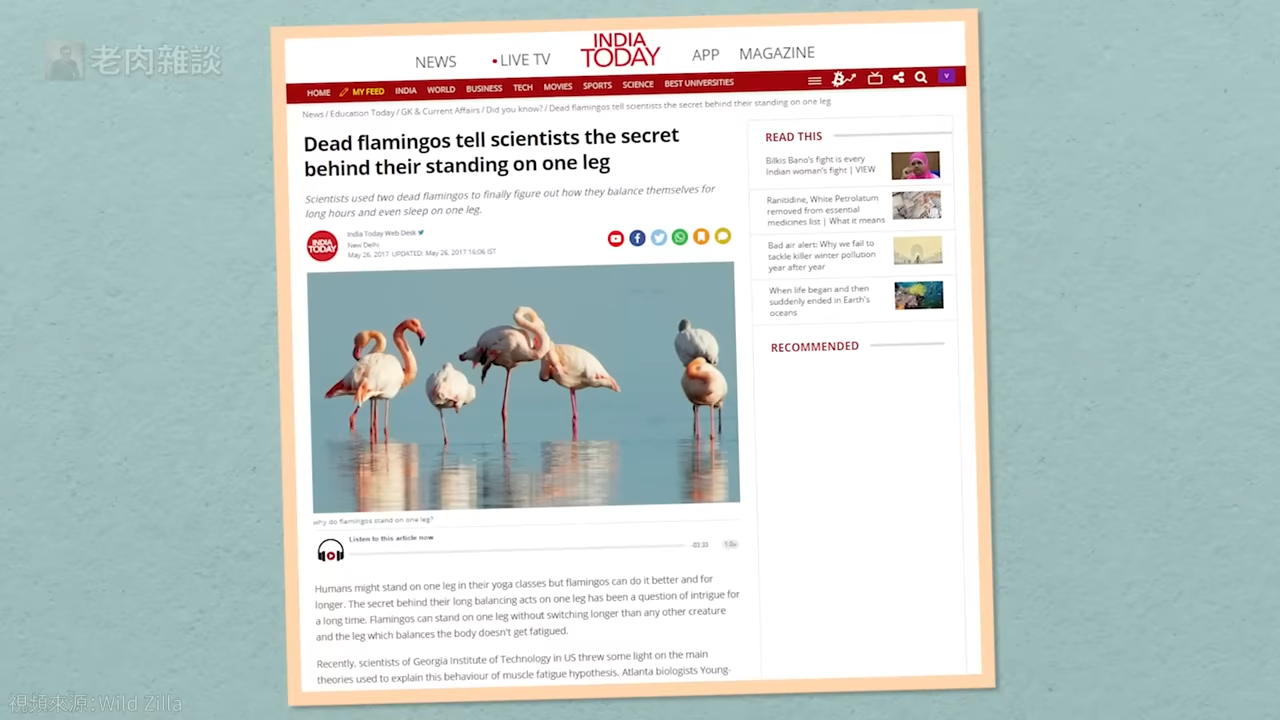 老肉雜談
NEWS
LIVE TV
INDIA
TODAY
APP
MAGAZINE
HOME MY FEED INDIA WORLD BUSINESS TECH MOVIES SPORTS SCIENCE BEST UNIVERSITIES
V
News / Education Today / GK & Current Affairs / Did you know? / Dead flamingos tell scientists the secret behind their standing on one leg
Dead flamingos tell scientists the secret
behind their standing on one leg
Scientists used two dead flamingos to finally figure out how they balance themselves for
long hours and even sleep on one leg.
INDIA
TODAY
India Today Web Desk
New Delhi
May 26, 2017 UPDATED: May 26, 2017 16:06 IST
why do flamingos stand on one leg?
Listen to this article now
-03:33
1.0x
Humans might stand on one leg in their yoga classes but flamingos can do it better and for
longer. The secret behind their long balancing acts on one leg has been a question of intrigue for
a long time. Flamingos can stand on one leg without switching longer than any other creature
and the leg which balances the body doesn't get fatigued.
Recently, scientists of Georgia Institute of Technology in US threw some light on the main
theories used to explain this behaviour of muscle fatigue hypothesis. Atlanta biologists Young-
READ THIS
Bilkis Bano's fight is every
Indian woman's fight | VIEW
Ranitidine, White Petrolatum
removed from essential
medicines list | What it means
Bad air alert: Why we fail to
tackle killer winter pollution
year after year
When life began and then
suddenly ended in Earth's
oceans
RECOMMENDED
視頻來源:Wild Zilla